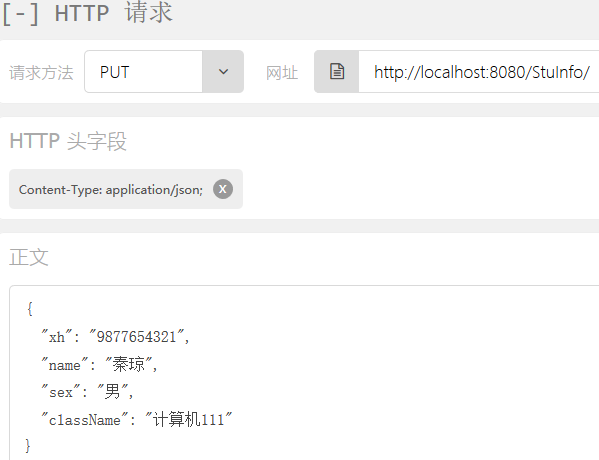 [-] HTTP 请求
请求方法 PUT 网址 http://localhost:8080/StuInfo/
HTTP 头字段
Content-Type: application/json; X
正文
{
"xh": "9877654321",
"name": "秦琼",
"sex": "男",
"className": "计算机111"
}